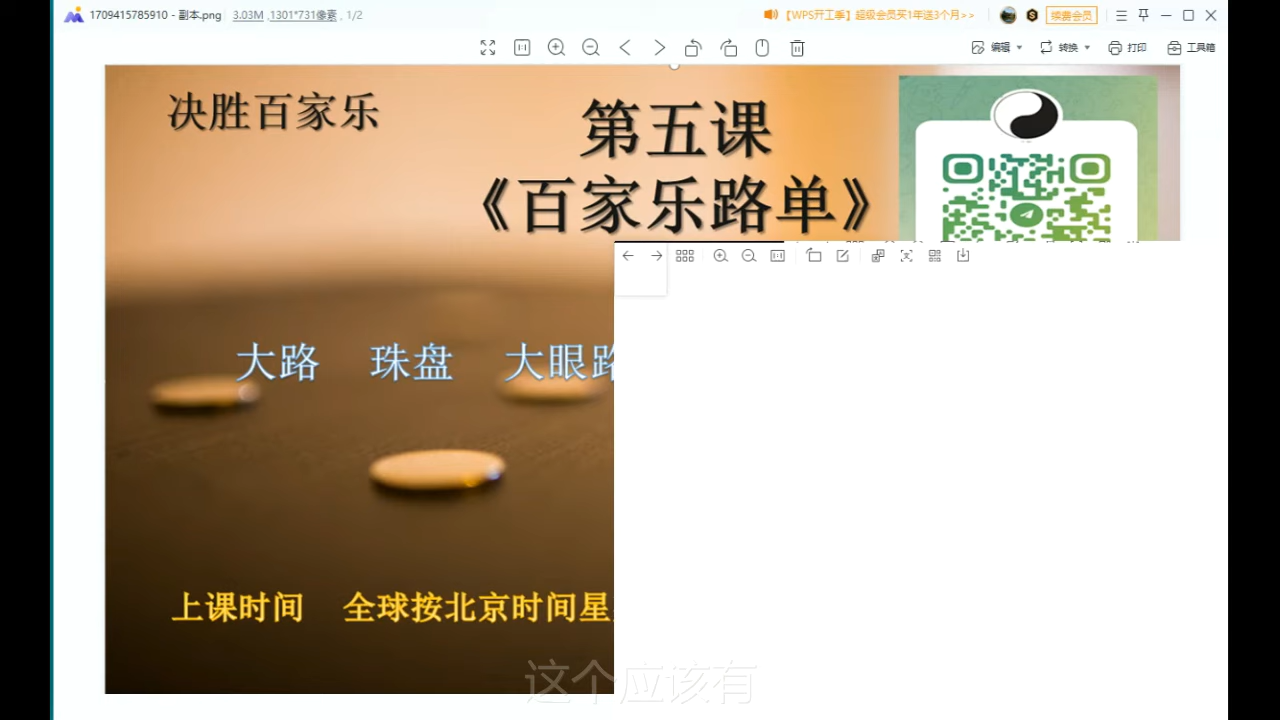 1709415785910 - 副本.png 3.03M ,1301*731像素 , 1/2
【WPS开工季】超级会员买1年送3个月>>
续费会员
编辑 转换 打印 工具箱
决胜百家乐
第五课
《百家乐路单》
大路 珠盘 大眼路
上课时间 全球按北京时间星
这个应该有